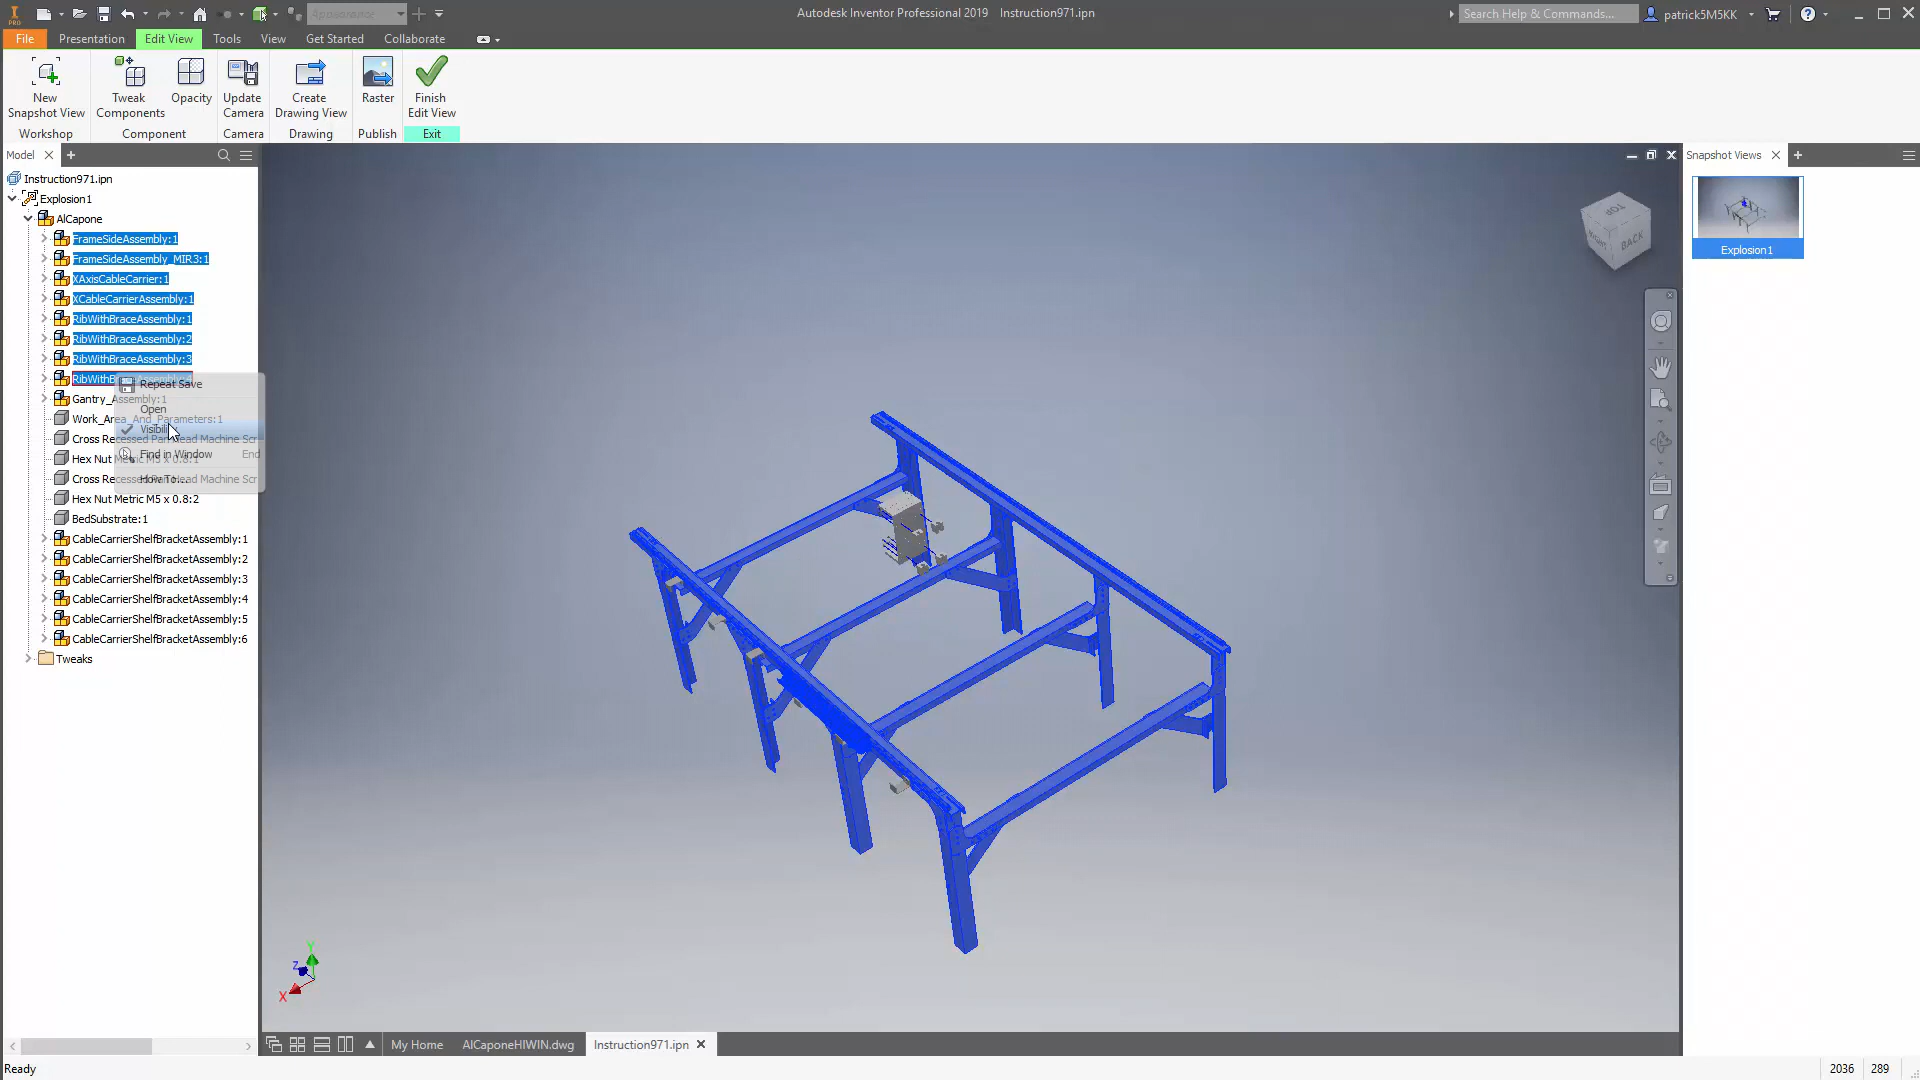 PRO
Appearance
Autodesk Inventor Professional 2019 Instruction971.ipn
Search Help & Commands...
patrick5M5KK
File Presentation Edit View Tools View Get Started Collaborate
New
Snapshot View
Tweak
Components
Opacity
Update
Camera
Create
Drawing View
Raster
Finish
Edit View
Workshop Component Camera Drawing Publish Exit
Model
Instruction971.ipn
Explosion1
AlCapone
FrameSideAssembly:1
FrameSideAssembly_MIR3:1
XAxisCableCarrier:1
XCableCarrierAssembly:1
RibWithBraceAssembly:1
RibWithBraceAssembly:2
RibWithBraceAssembly:3
Repeat Save
Gantry_Assembly:1
Open
Work_Area_And_Parameters:1
Find in Window End
How To...
Hex Nut Metric M5 x 0.8:2
BedSubstrate:1
CableCarrierShelfBracketAssembly:1
CableCarrierShelfBracketAssembly:2
CableCarrierShelfBracketAssembly:3
CableCarrierShelfBracketAssembly:4
CableCarrierShelfBracketAssembly:5
CableCarrierShelfBracketAssembly:6
Tweaks
TOP
RIGHT
BACK
Y
Z
X
Snapshot Views
Explosion1
My Home AlCaponeHIWIN.dwg Instruction971.ipn
Ready
2036 289